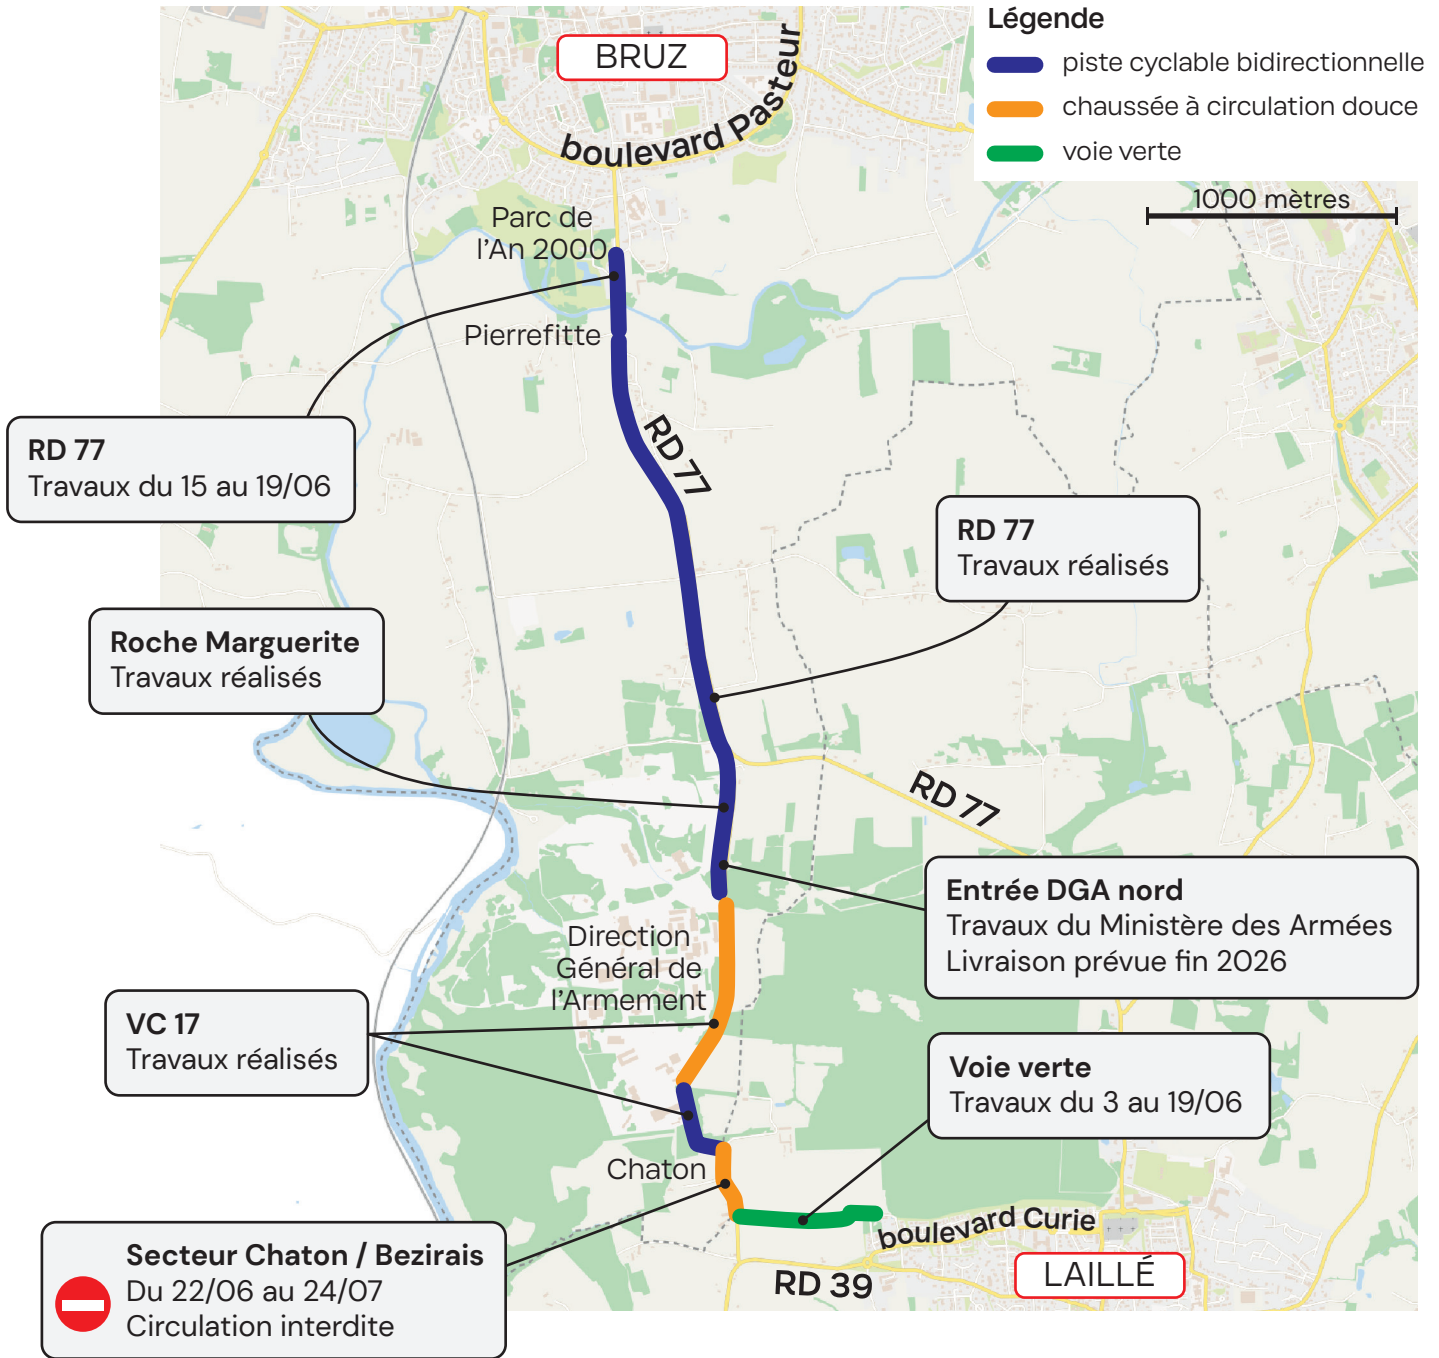 BRUZ
boulevard Pasteur
Légende
piste cyclable bidirectionnelle
chaussée à circulation douce
voie verte
1000 mètres
Parc de
l'An 2000
Pierrefitte
RD 77
Travaux du 15 au 19/06
RD 77
RD 77
Travaux réalisés
Roche Marguerite
Travaux réalisés
RD 77
Entrée DGA nord
Travaux du Ministère des Armées
Livraison prévue fin 2026
Direction
Général de
l'Armement
VC 17
Travaux réalisés
Voie verte
Travaux du 3 au 19/06
Chaton
boulevard Curie
Secteur Chaton / Bezirais
Du 22/06 au 24/07
Circulation interdite
RD 39
LAILLÉ